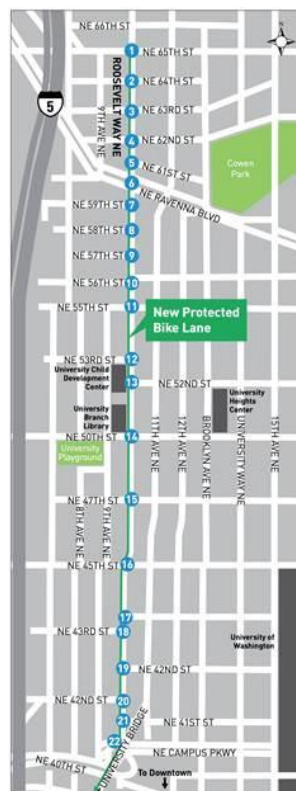 NE 66TH ST
1
NE 65TH ST
ROOSEVELT WAY NE
2
NE 64TH ST
5
9TH AVE NE
3
NE 63RD ST
4
NE 62ND ST
5
NE 61ST ST
Cowen
Park
6
NE RAVENNA BLVD
NE 59TH ST
7
NE 58TH ST
8
NE 57TH ST
9
NE 56TH ST
10
NE 55TH ST
11
New Protected
Bike Lane
NE 53RD ST
12
University Child
Development
Center
13
NE 52ND ST
University
Heights
Center
University
Branch
Library
11TH AVE NE
12TH AVE NE
BROOKLYN AVE NE
UNIVERSITY WAY NE
15TH AVE NE
NE 50TH ST
14
University
Playground
8TH AVE NE
9TH AVE NE
NE 47TH ST
15
NE 45TH ST
16
17
NE 43RD ST
18
University of
Washington
19
NE 42ND ST
NE 42ND ST
20
21
NE 41ST ST
22
NE CAMPUS PKWY
NE 40TH ST
UNIVERSITY BRIDGE
To Downtown